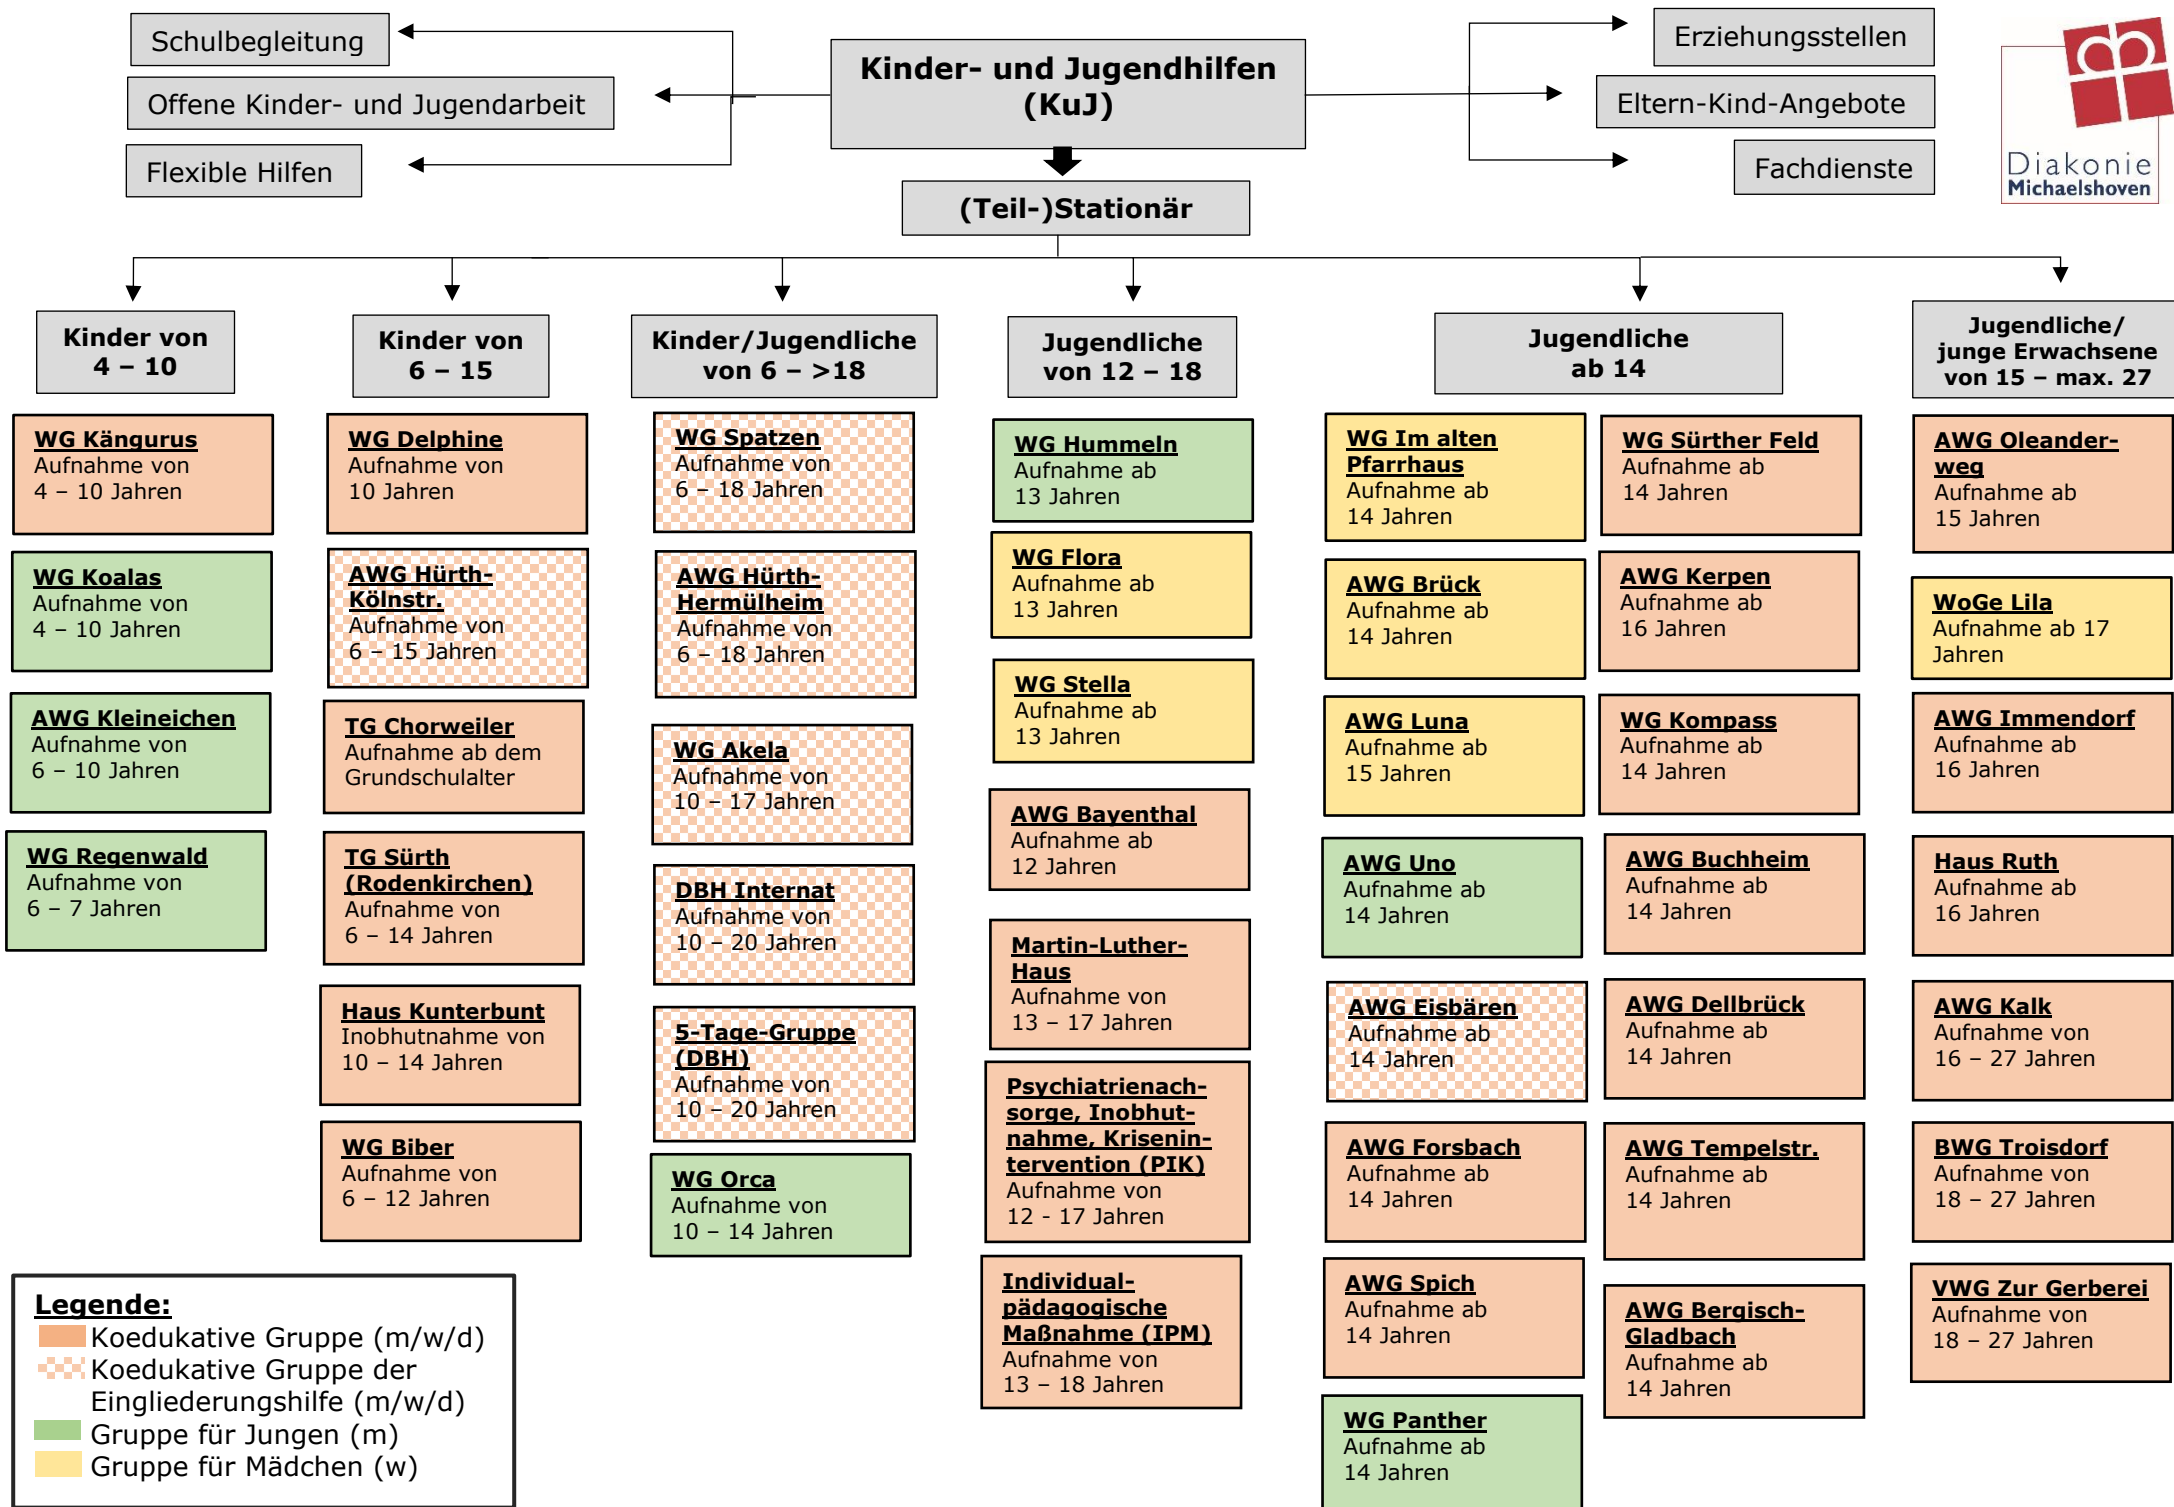 Schulbegleitung
Offene Kinder- und Jugendarbeit
Flexible Hilfen
Kinder- und Jugendhilfen
(KuJ)
(Teil-)Stationär
Erziehungsstellen
Eltern-Kind-Angebote
Fachdienste
Diakonie
Michaelshoven
Kinder von
4 – 10
WG Kängurus
Aufnahme von
4 – 10 Jahren
WG Koalas
Aufnahme von
4 – 10 Jahren
AWG Kleineichen
Aufnahme von
6 – 10 Jahren
WG Regenwald
Aufnahme von
6 – 7 Jahren
Kinder von
6 – 15
WG Delphine
Aufnahme von
10 Jahren
AWG Hürth-
Kölnstr.
Aufnahme von
6 – 15 Jahren
TG Chorweiler
Aufnahme ab dem
Grundschulalter
TG Sürth
(Rodenkirchen)
Aufnahme von
6 – 14 Jahren
Haus Kunterbunt
Inobhutnahme von
10 – 14 Jahren
WG Biber
Aufnahme von
6 – 12 Jahren
Kinder/Jugendliche
von 6 – >18
WG Spatzen
Aufnahme von
6 – 18 Jahren
AWG Hürth-
Hermülheim
Aufnahme von
6 – 18 Jahren
WG Akela
Aufnahme von
10 – 17 Jahren
DBH Internat
Aufnahme von
10 – 20 Jahren
5-Tage-Gruppe
(DBH)
Aufnahme von
10 – 20 Jahren
WG Orca
Aufnahme von
10 – 14 Jahren
Jugendliche
von 12 – 18
WG Hummeln
Aufnahme ab
13 Jahren
WG Flora
Aufnahme ab
13 Jahren
WG Stella
Aufnahme ab
13 Jahren
AWG Bayenthal
Aufnahme ab
12 Jahren
Martin-Luther-
Haus
Aufnahme von
13 – 17 Jahren
Psychiatrienach-
sorge, Inobhut-
nahme, Krisenin-
tervention (PIK)
Aufnahme von
12 - 17 Jahren
Individual-
pädagogische
Maßnahme (IPM)
Aufnahme von
13 – 18 Jahren
Jugendliche
ab 14
WG Im alten
Pfarrhaus
Aufnahme ab
14 Jahren
AWG Brück
Aufnahme ab
14 Jahren
AWG Luna
Aufnahme ab
15 Jahren
AWG Uno
Aufnahme ab
14 Jahren
AWG Eisbären
Aufnahme ab
14 Jahren
AWG Forsbach
Aufnahme ab
14 Jahren
AWG Spich
Aufnahme ab
14 Jahren
WG Panther
Aufnahme ab
14 Jahren
WG Sürther Feld
Aufnahme ab
14 Jahren
AWG Kerpen
Aufnahme ab
16 Jahren
WG Kompass
Aufnahme ab
14 Jahren
AWG Buchheim
Aufnahme ab
14 Jahren
AWG Dellbrück
Aufnahme ab
14 Jahren
AWG Tempelstr.
Aufnahme ab
14 Jahren
AWG Bergisch-
Gladbach
Aufnahme ab
14 Jahren
Jugendliche/
junge Erwachsene
von 15 – max. 27
AWG Oleander-
weg
Aufnahme ab
15 Jahren
WoGe Lila
Aufnahme ab 17
Jahren
AWG Immendorf
Aufnahme ab
16 Jahren
Haus Ruth
Aufnahme ab
16 Jahren
AWG Kalk
Aufnahme von
16 – 27 Jahren
BWG Troisdorf
Aufnahme von
18 – 27 Jahren
VWG Zur Gerberei
Aufnahme von
18 – 27 Jahren
Legende:
Koedukative Gruppe (m/w/d)
Koedukative Gruppe der
Eingliederungshilfe (m/w/d)
Gruppe für Jungen (m)
Gruppe für Mädchen (w)